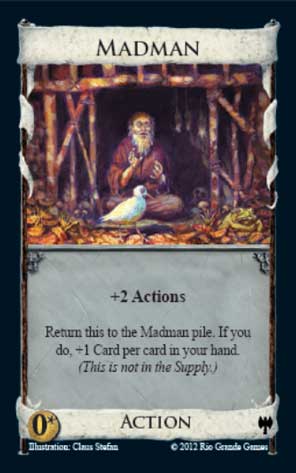 MADMAN
+2 Actions
Return this to the Madman pile. If you
do, +1 Card per card in your hand.
(This is not in the Supply.)
0*
ACTION
Illustration: Claus Stefan
© 2012 Rio Grande Games